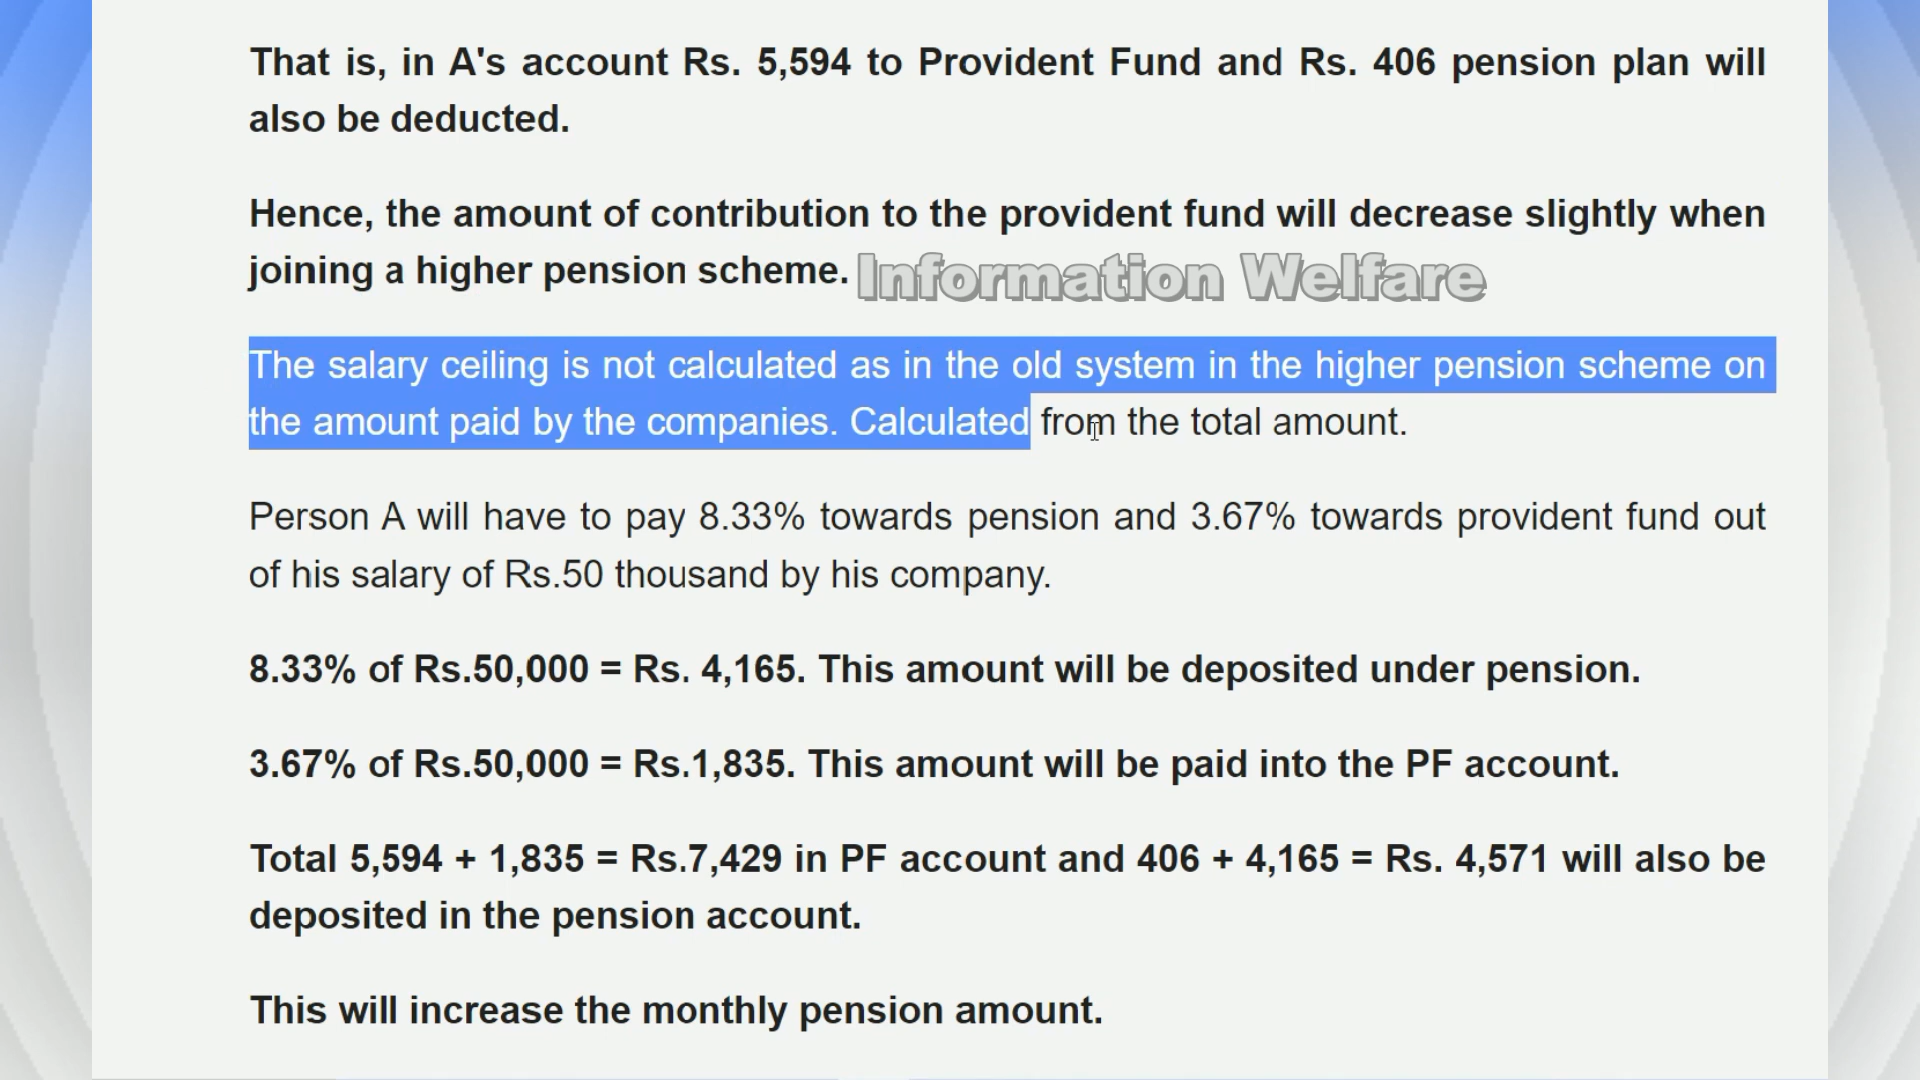 That is, in A's account Rs. 5,594 to Provident Fund and Rs. 406 pension plan will
also be deducted.
Hence, the amount of contribution to the provident fund will decrease slightly when
joining a higher pension scheme.
Information Welfare
The salary ceiling is not calculated as in the old system in the higher pension scheme on
the amount paid by the companies. Calculated from the total amount.
Person A will have to pay 8.33% towards pension and 3.67% towards provident fund out
of his salary of Rs.50 thousand by his company.
8.33% of Rs.50,000 = Rs. 4,165. This amount will be deposited under pension.
3.67% of Rs.50,000 = Rs.1,835. This amount will be paid into the PF account.
Total 5,594 + 1,835 = Rs.7,429 in PF account and 406 + 4,165 = Rs. 4,571 will also be
deposited in the pension account.
This will increase the monthly pension amount.